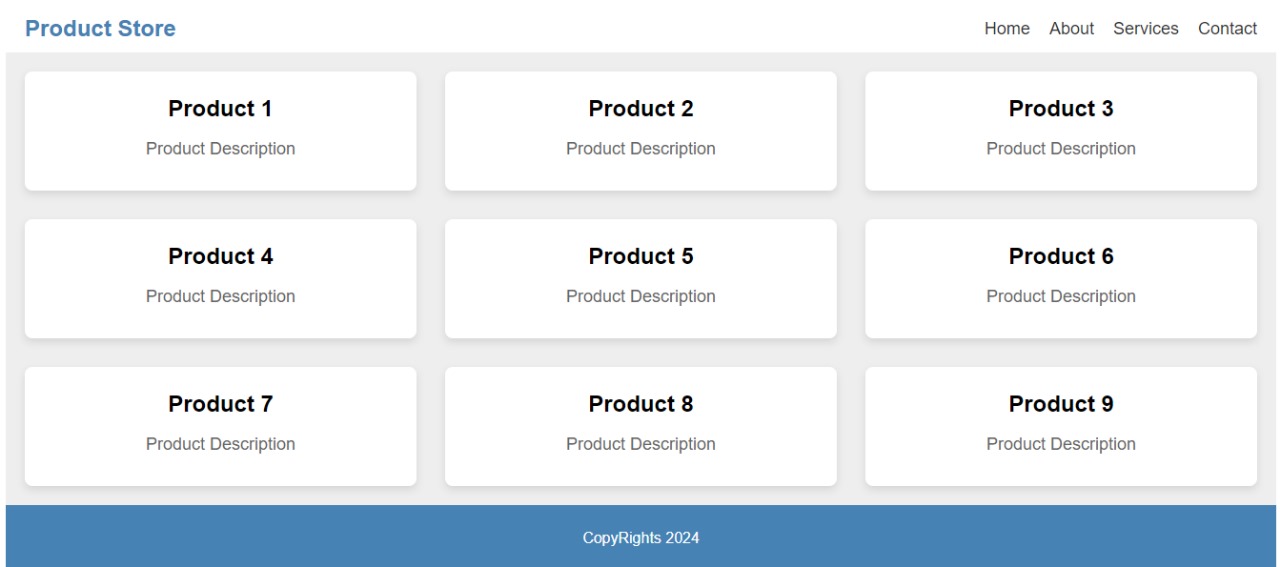 Product Store
Home About Services Contact
Product 1
Product Description
Product 2
Product Description
Product 3
Product Description
Product 4
Product Description
Product 5
Product Description
Product 6
Product Description
Product 7
Product Description
Product 8
Product Description
Product 9
Product Description
CopyRights 2024